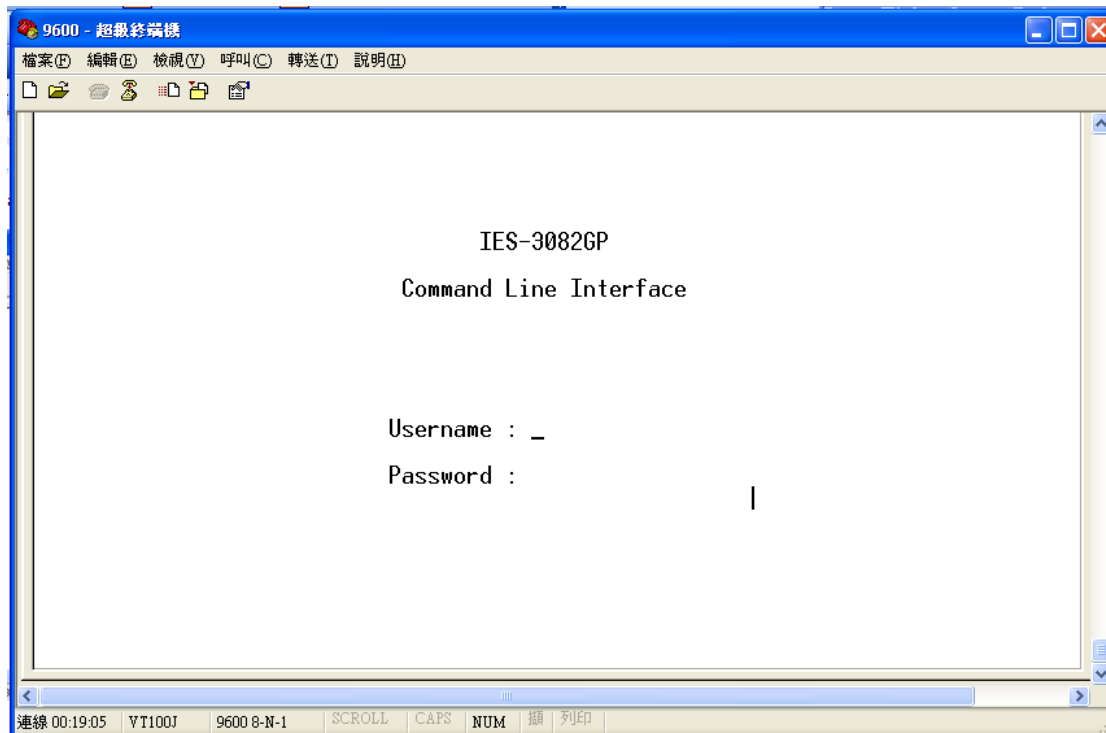 9600 - 超級終端機
檔案(F) 編輯(E) 檢視(V) 呼叫(C) 轉送(T) 說明(H)
IES-3082GP
Command Line Interface
Username : _
Password :
連線 00:19:05 VT100J 9600 8-N-1 SCROLL CAPS NUM 擷 列印